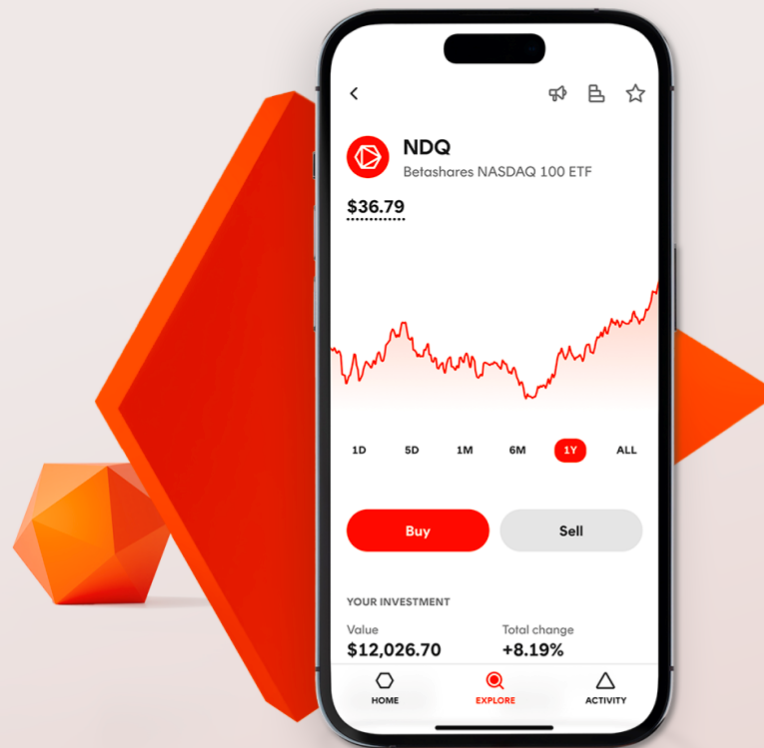 NDQ
Betashares NASDAQ 100 ETF
$36.79
1D 5D 1M 6M 1Y ALL
Buy Sell
YOUR INVESTMENT
Value Total change
$12,026.70 +8.19%
HOME EXPLORE ACTIVITY